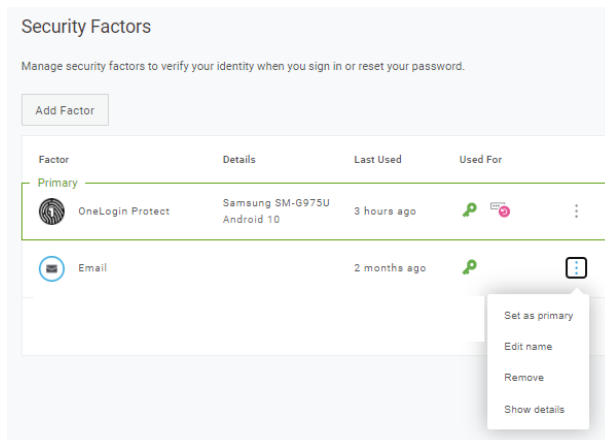 Security Factors
Manage security factors to verify your identity when you sign in or reset your password.
Add Factor
Factor Details Last Used Used For
Primary
OneLogin Protect Samsung SM-G975U Android 10 3 hours ago
Email 2 months ago
Set as primary
Edit name
Remove
Show details